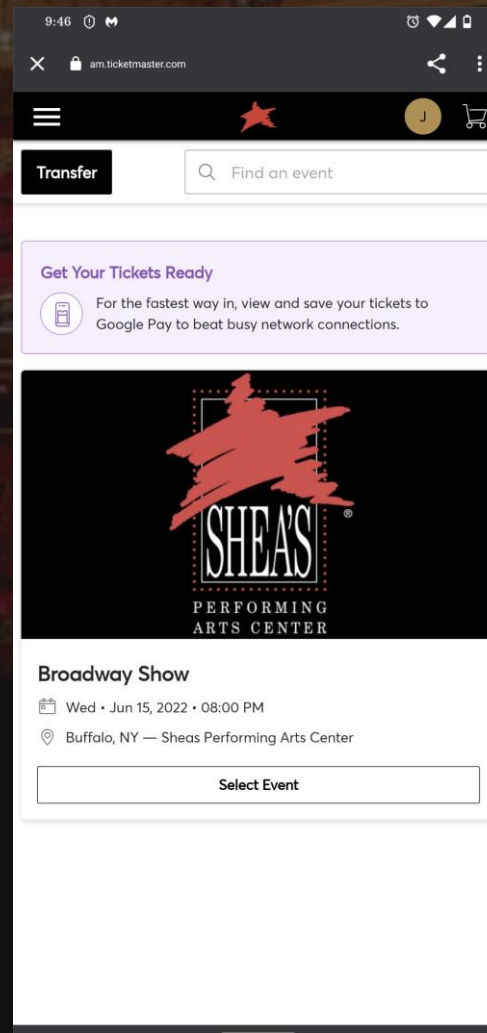 9:46
am.ticketmaster.com
J
Transfer
Find an event
Get Your Tickets Ready
For the fastest way in, view and save your tickets to
Google Pay to beat busy network connections.
SHEA'S
®
PERFORMING
ARTS CENTER
Broadway Show
Wed • Jun 15, 2022 • 08:00 PM
Buffalo, NY — Sheas Performing Arts Center
Select Event